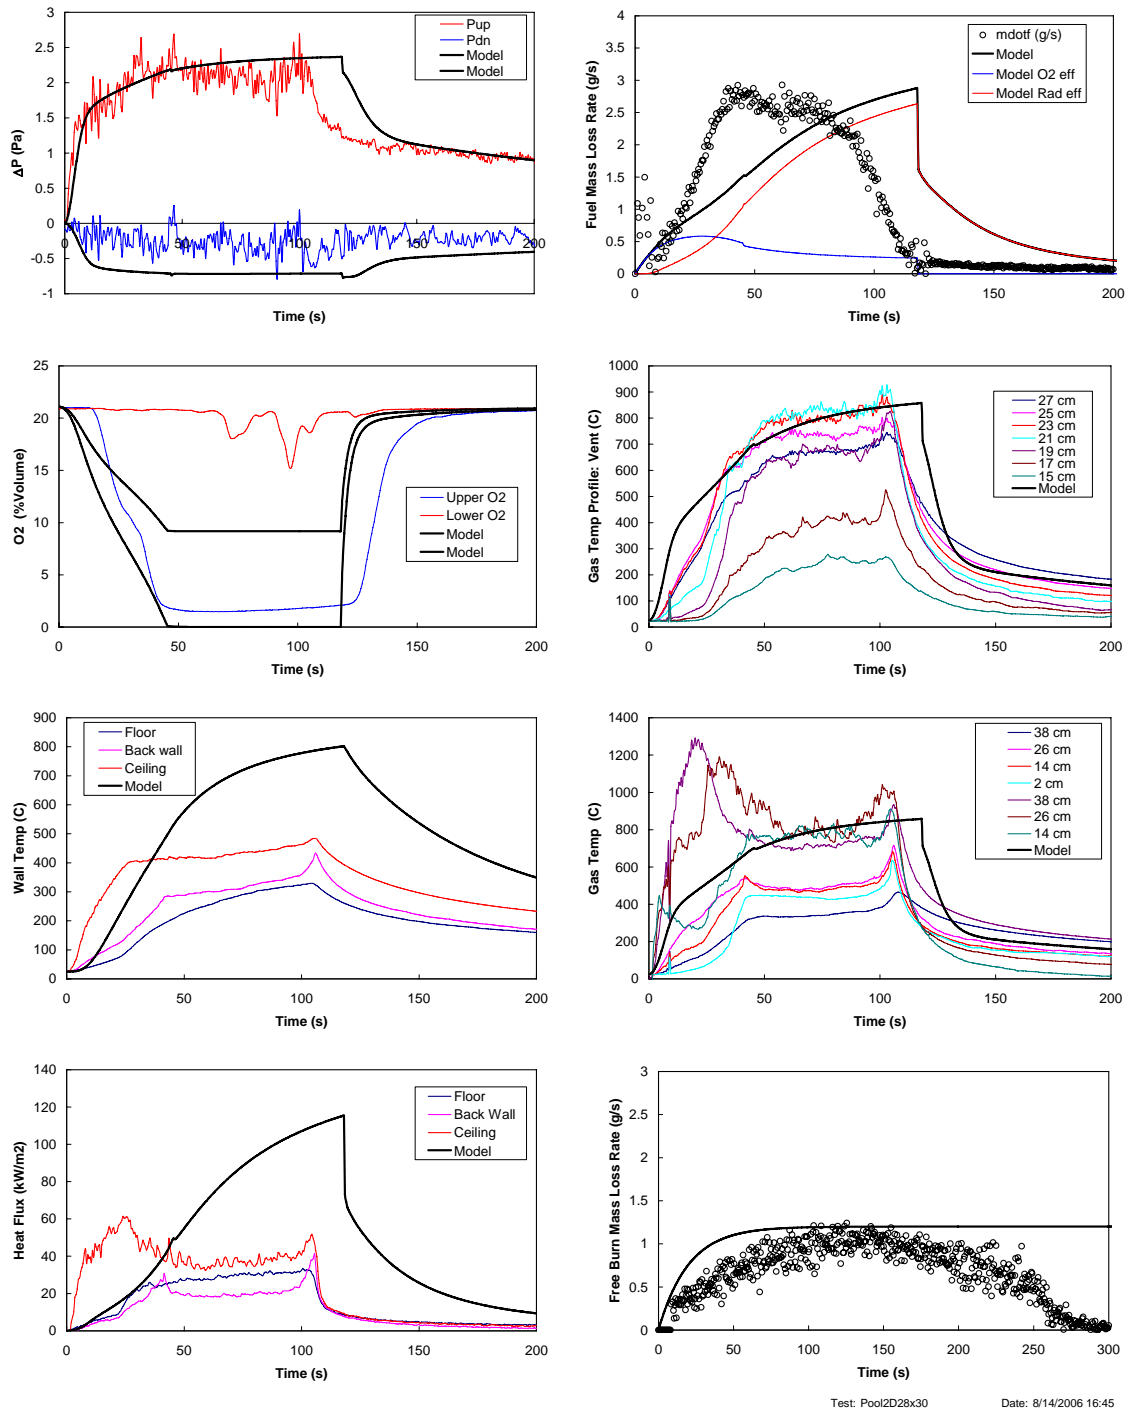 3
2.5
2
1.5
1
0.5
0
-0.5
-1
ΔP (Pa)
0 50 100 150 200
Time (s)
Pup
Pdn
Model
Model
4
3.5
3
2.5
2
1.5
1
0.5
0
Fuel Mass Loss Rate (g/s)
0 50 100 150 200
Time (s)
mdotf (g/s)
Model
Model O2 eff
Model Rad eff
25
20
15
10
5
0
O2 (%Volume)
0 50 100 150 200
Time (s)
Upper O2
Lower O2
Model
Model
1000
900
800
700
600
500
400
300
200
100
0
Gas Temp Profile: Vent (C)
0 50 100 150 200
Time (s)
27 cm
25 cm
23 cm
21 cm
19 cm
17 cm
15 cm
Model
900
800
700
600
500
400
300
200
100
0
Wall Temp (C)
0 50 100 150 200
Time (s)
Floor
Back wall
Ceiling
Model
1400
1200
1000
800
600
400
200
0
Gas Temp (C)
0 50 100 150 200
Time (s)
38 cm
26 cm
14 cm
2 cm
38 cm
26 cm
14 cm
Model
140
120
100
80
60
40
20
0
Heat Flux (kW/m2)
0 50 100 150 200
Time (s)
Floor
Back Wall
Ceiling
Model
3
2.5
2
1.5
1
0.5
0
Free Burn Mass Loss Rate (g/s)
0 50 100 150 200 250 300
Time (s)
Test: Pool2D28x30 Date: 8/14/2006 16:45